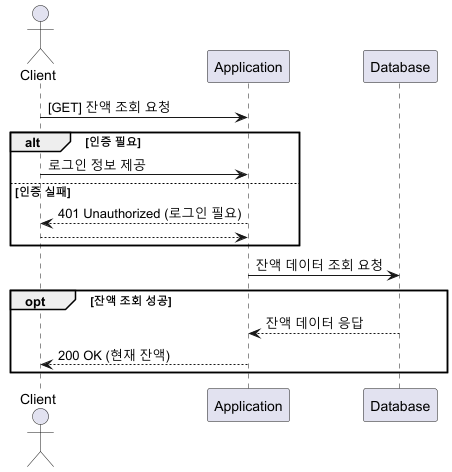 Client
Application
Database
[GET] 잔액 조회 요청
alt
[인증 필요]
로그인 정보 제공
[인증 실패]
401 Unauthorized (로그인 필요)
잔액 데이터 조회 요청
opt
[잔액 조회 성공]
잔액 데이터 응답
200 OK (현재 잔액)
Client
Application
Database